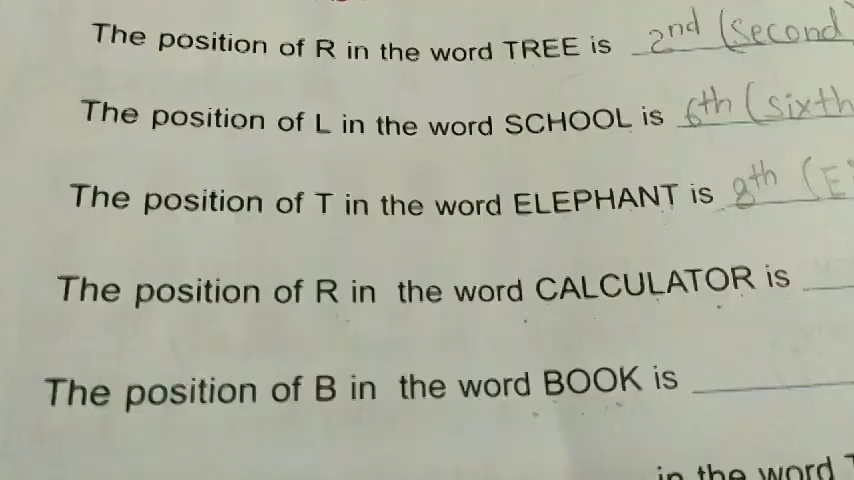 The position of R in the word TREE is 2nd (second)
The position of L in the word SCHOOL is 6th (sixth
The position of T in the word ELEPHANT is 8th (E
The position of R in the word CALCULATOR is
The position of B in the word BOOK is
in the word